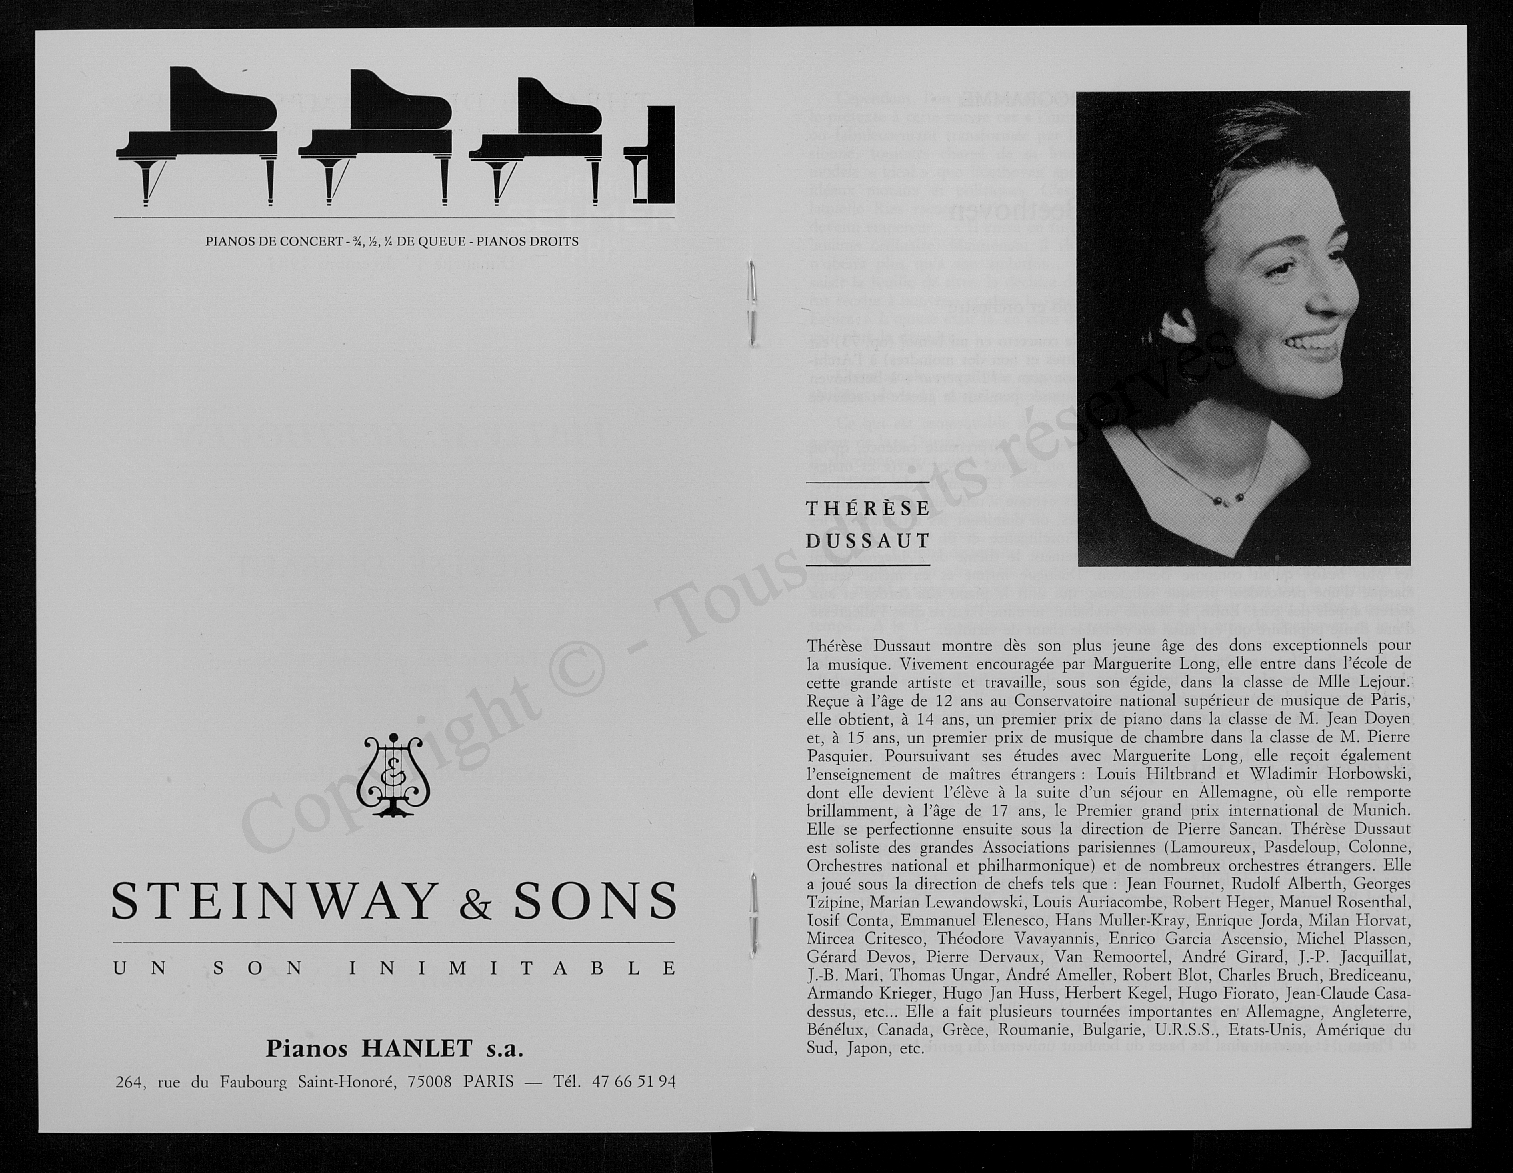 PIANOS DE CONCERT - ¾, ½, ¼ DE QUEUE - PIANOS DROITS
STEINWAY & SONS
UN SON INIMITABLE
Pianos HANLET s.a.
264, rue du Faubourg Saint-Honoré, 75008 PARIS — Tél. 47 66 51 94
THÉRÈSE
DUSSAUT
Thérèse Dussaut montre dès son plus jeune âge des dons exceptionnels pour
la musique. Vivement encouragée par Marguerite Long, elle entre dans l'école de
cette grande artiste et travaille, sous son égide, dans la classe de Mlle Lejour.
Reçue à l'âge de 12 ans au Conservatoire national supérieur de musique de Paris,
elle obtient, à 14 ans, un premier prix de piano dans la classe de M. Jean Doyen
et, à 15 ans, un premier prix de musique de chambre dans la classe de M. Pierre
Pasquier. Poursuivant ses études avec Marguerite Long, elle reçoit également
l'enseignement de maîtres étrangers : Louis Hiltbrand et Wladimir Horbowski,
dont elle devient l'élève à la suite d'un séjour en Allemagne, où elle remporte
brillamment, à l'âge de 17 ans, le Premier grand prix international de Munich.
Elle se perfectionne ensuite sous la direction de Pierre Sancan. Thérèse Dussaut
est soliste des grandes Associations parisiennes (Lamoureux, Pasdeloup, Colonne,
Orchestres national et philharmonique) et de nombreux orchestres étrangers. Elle
a joué sous la direction de chefs tels que : Jean Fournet, Rudolf Alberth, Georges
Tzipine, Marian Lewandowski, Louis Auriacombe, Robert Heger, Manuel Rosenthal,
Iosif Conta, Emmanuel Elenesco, Hans Muller-Kray, Enrique Jorda, Milan Horvat,
Mircea Critesco, Théodore Vavayannis, Enrico Garcia Ascensio, Michel Plasson,
Gérard Devos, Pierre Dervaux, Van Remoortel, André Girard, J.-P. Jacquillat,
J.-B. Mari, Thomas Ungar, André Ameller, Robert Blot, Charles Bruch, Brediceanu,
Armando Krieger, Hugo Jan Huss, Herbert Kegel, Hugo Fiorato, Jean-Claude Casa-
dessus, etc... Elle a fait plusieurs tournées importantes en Allemagne, Angleterre,
Bénélux, Canada, Grèce, Roumanie, Bulgarie, U.R.S.S., Etats-Unis, Amérique du
Sud, Japon, etc.
Copyright © - Tous droits réservés